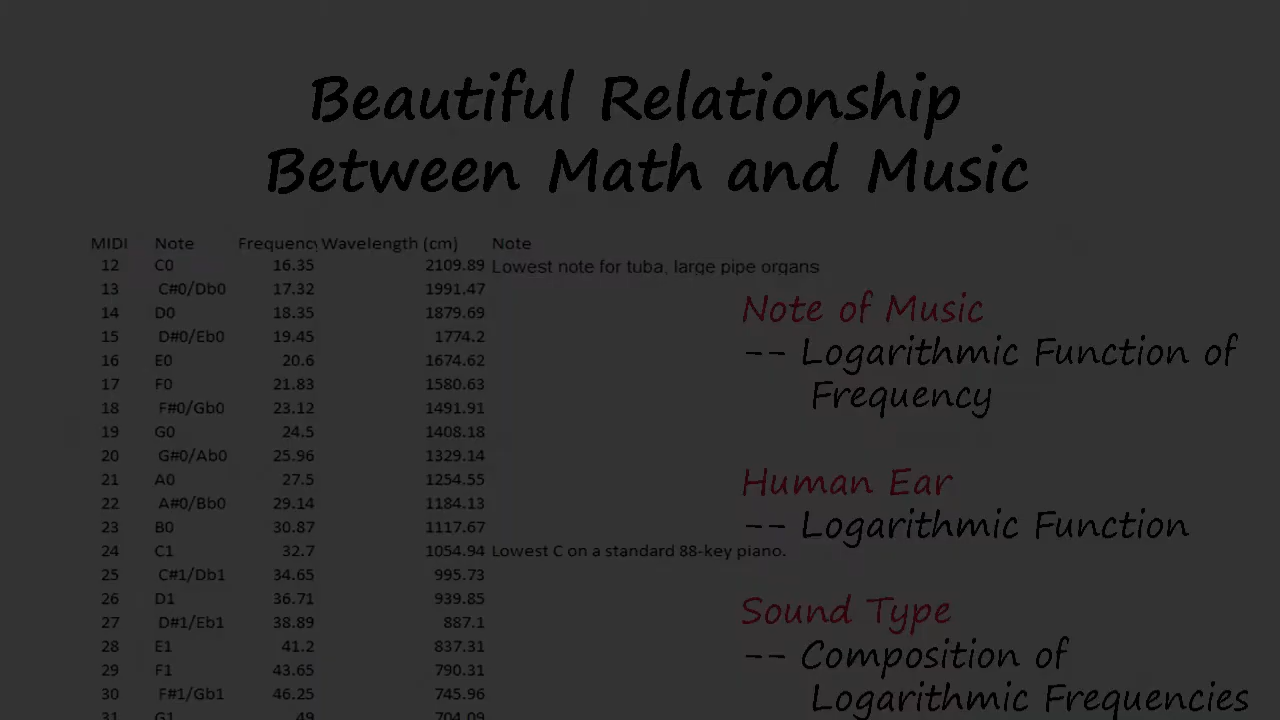 Beautiful Relationship
Between Math and Music
MIDI Note Frequency Wavelength (cm) Note
12 C0 16.35 2109.89 Lowest note for tuba, large pipe organs
13 C#0/Db0 17.32 1991.47
14 D0 18.35 1879.69
15 D#0/Eb0 19.45 1774.2
16 E0 20.6 1674.62
17 F0 21.83 1580.63
18 F#0/Gb0 23.12 1491.91
19 G0 24.5 1408.18
20 G#0/Ab0 25.96 1329.14
21 A0 27.5 1254.55
22 A#0/Bb0 29.14 1184.13
23 B0 30.87 1117.67
24 C1 32.7 1054.94 Lowest C on a standard 88-key piano.
25 C#1/Db1 34.65 995.73
26 D1 36.71 939.85
27 D#1/Eb1 38.89 887.1
28 E1 41.2 837.31
29 F1 43.65 790.31
30 F#1/Gb1 46.25 745.96
31 G1 49 704.09
Note of Music
-- Logarithmic Function of
Frequency
Human Ear
-- Logarithmic Function
Sound Type
-- Composition of
Logarithmic Frequencies